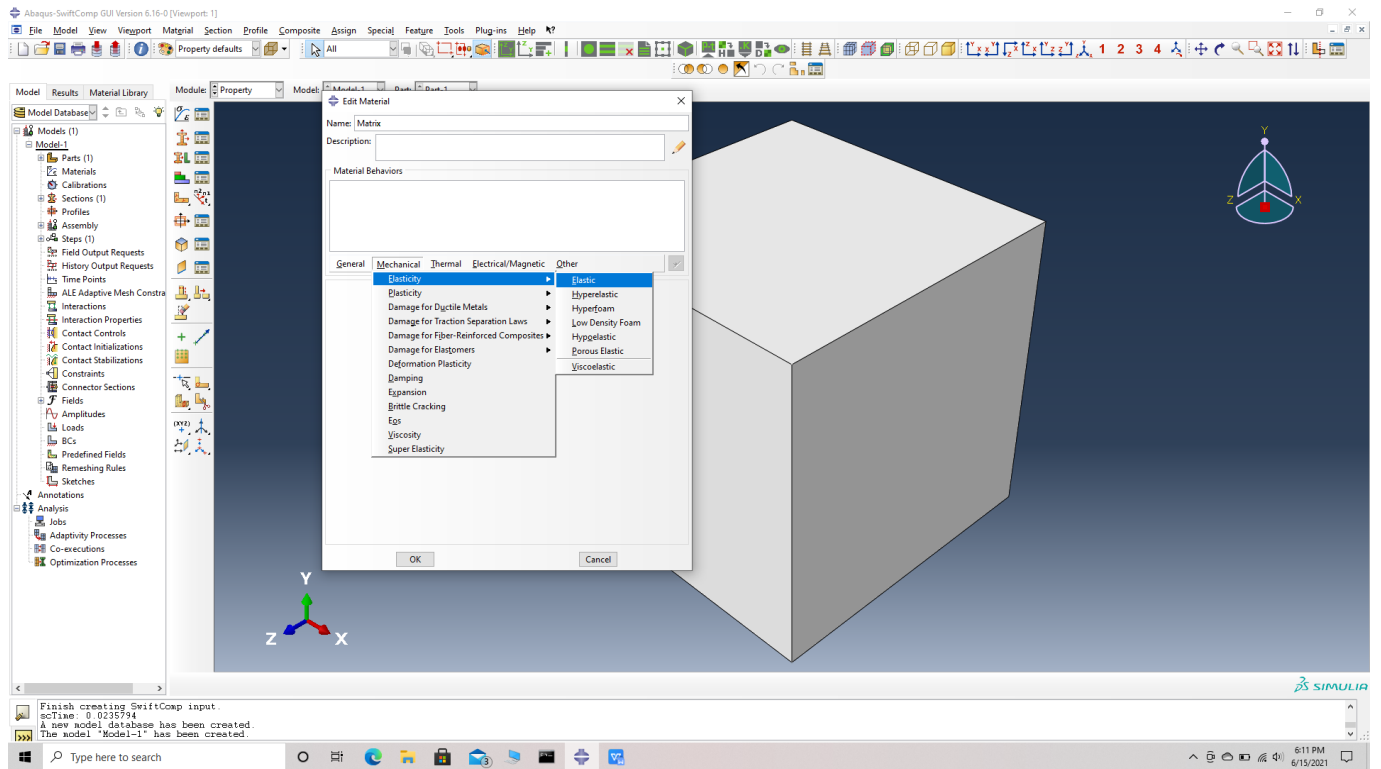 Abaqus-SwiftComp GUI Version 6.16-0 [Viewport: 1]
File Model View Viewport Material Section Profile Composite Assign Special Feature Tools Plug-ins Help
Property defaults All 1 2 3 4
Model Results Material Library Module: Property Model: Model-1 Part: Part-1
Model Database
Models (1)
Model-1
Parts (1)
Materials
Calibrations
Sections (1)
Profiles
Assembly
Steps (1)
Field Output Requests
History Output Requests
Time Points
ALE Adaptive Mesh Constra
Interactions
Interaction Properties
Contact Controls
Contact Initializations
Contact Stabilizations
Constraints
Connector Sections
Fields
Amplitudes
Loads
BCs
Predefined Fields
Remeshing Rules
Sketches
Annotations
Analysis
Jobs
Adaptivity Processes
Co-executions
Optimization Processes
(XYZ)
Edit Material
Name: Matrix
Description:
Material Behaviors
General Mechanical Thermal Electrical/Magnetic Other
Elasticity
Plasticity
Damage for Ductile Metals
Damage for Traction Separation Laws
Damage for Fiber-Reinforced Composites
Damage for Elastomers
Deformation Plasticity
Damping
Expansion
Brittle Cracking
Eos
Viscosity
Super Elasticity
Elastic
Hyperelastic
Hyperfoam
Low Density Foam
Hypoelastic
Porous Elastic
Viscoelastic
OK Cancel
Y
Z X
Y
Z X
SIMULIA
Finish creating SwiftComp input.
scTime: 0.0235794
A new model database has been created.
The model "Model-1" has been created.
Type here to search
3
6:11 PM
6/15/2021